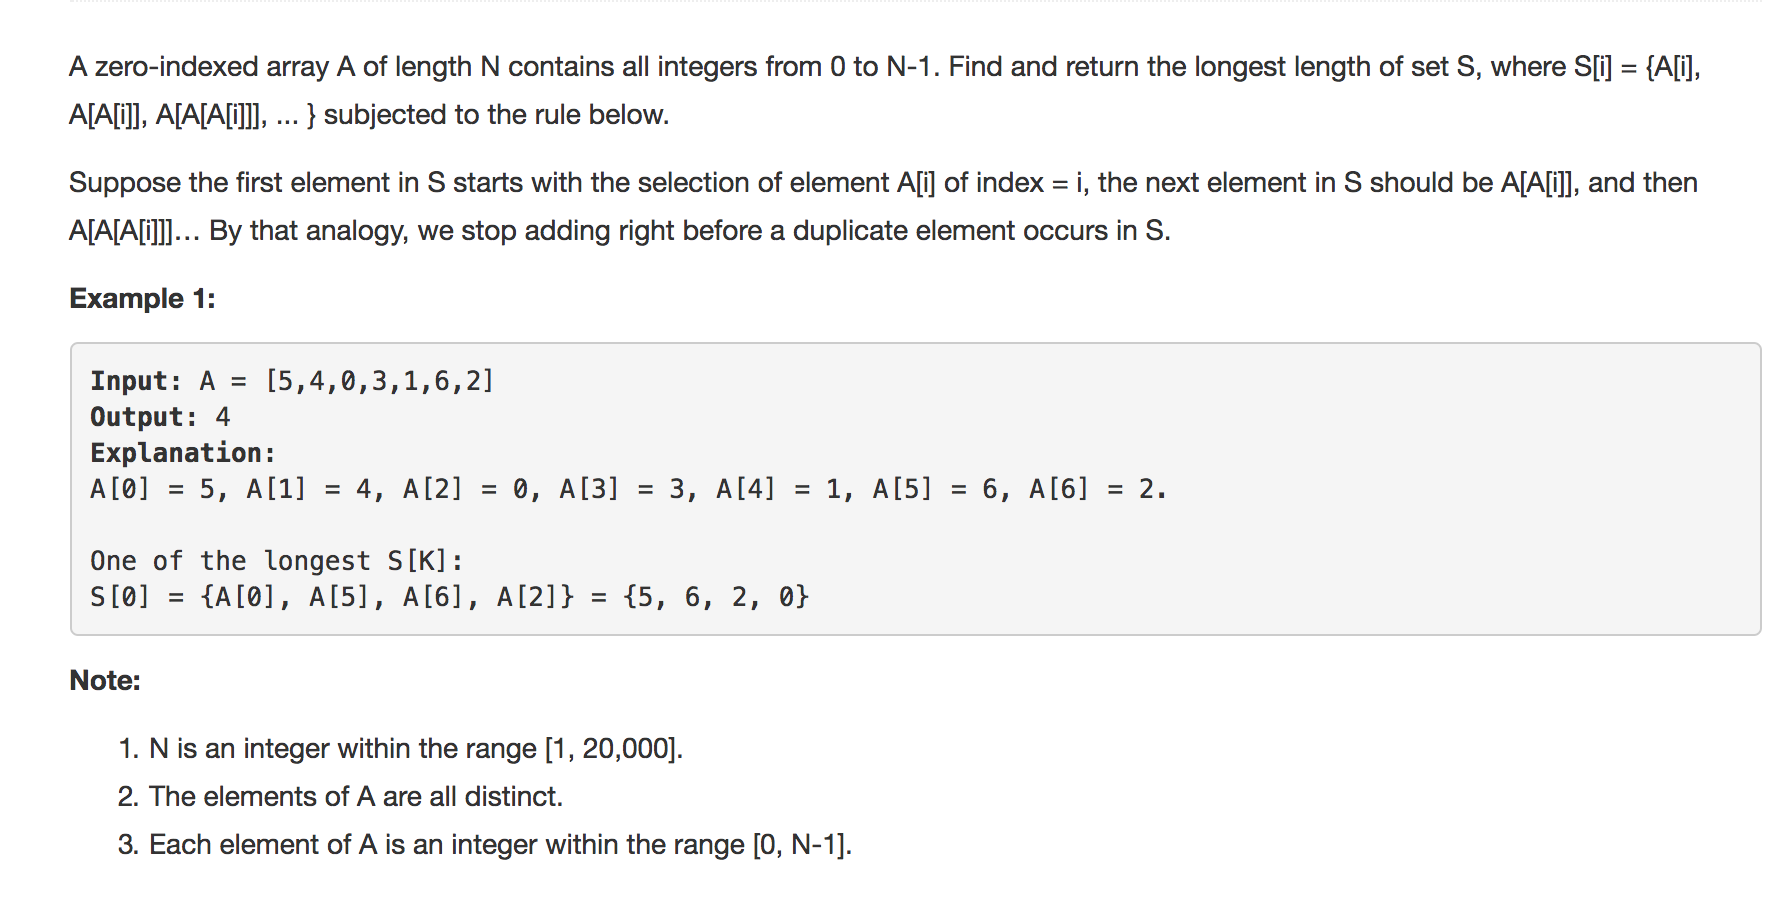 A zero-indexed array A of length N contains all integers from 0 to N-1. Find and return the longest length of set S, where S[i] = {A[i],
A[A[i]], A[A[A[i]]], ... } subjected to the rule below.
Suppose the first element in S starts with the selection of element A[i] of index = i, the next element in S should be A[A[i]], and then
A[A[A[i]]]… By that analogy, we stop adding right before a duplicate element occurs in S.
Example 1:
Input: A = [5,4,0,3,1,6,2]
Output: 4
Explanation:
A[0] = 5, A[1] = 4, A[2] = 0, A[3] = 3, A[4] = 1, A[5] = 6, A[6] = 2.
One of the longest S[K]:
S[0] = {A[0], A[5], A[6], A[2]} = {5, 6, 2, 0}
Note:
1. N is an integer within the range [1, 20,000].
2. The elements of A are all distinct.
3. Each element of A is an integer within the range [0, N-1].